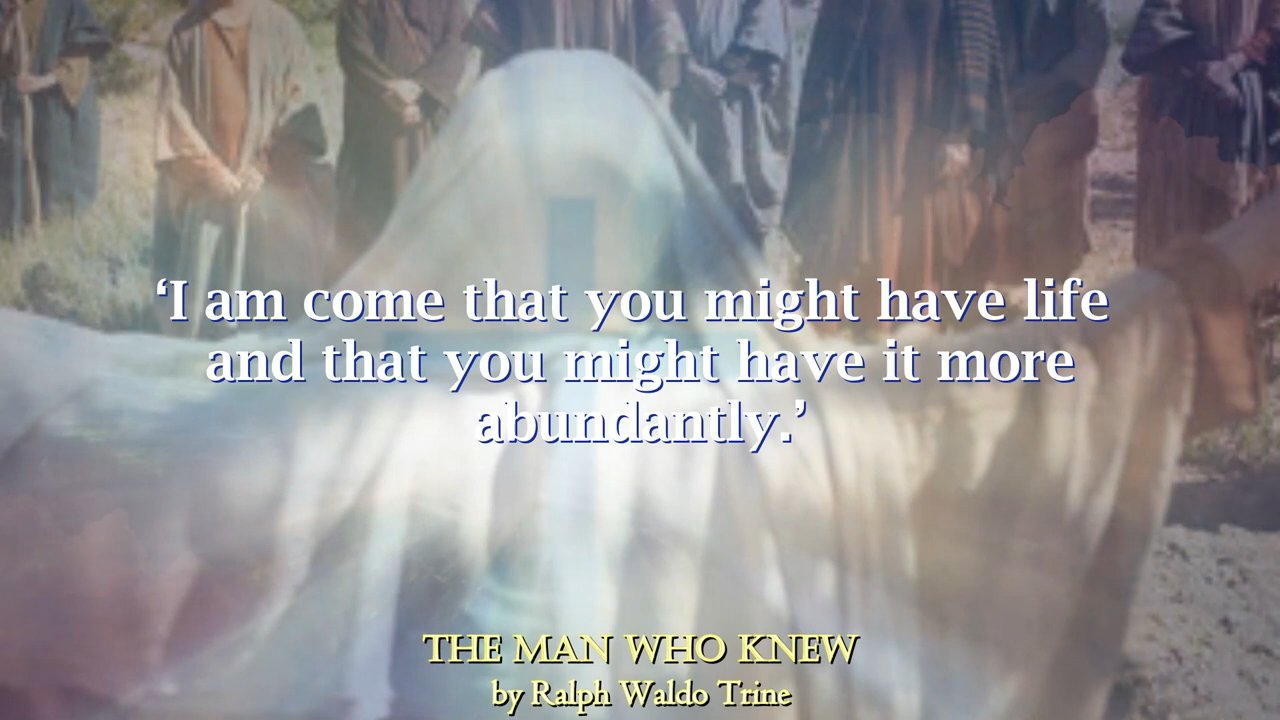 ‘I am come that you might have life
and that you might have it more
abundantly.’
THE MAN WHO KNEW
by Ralph Waldo Trine